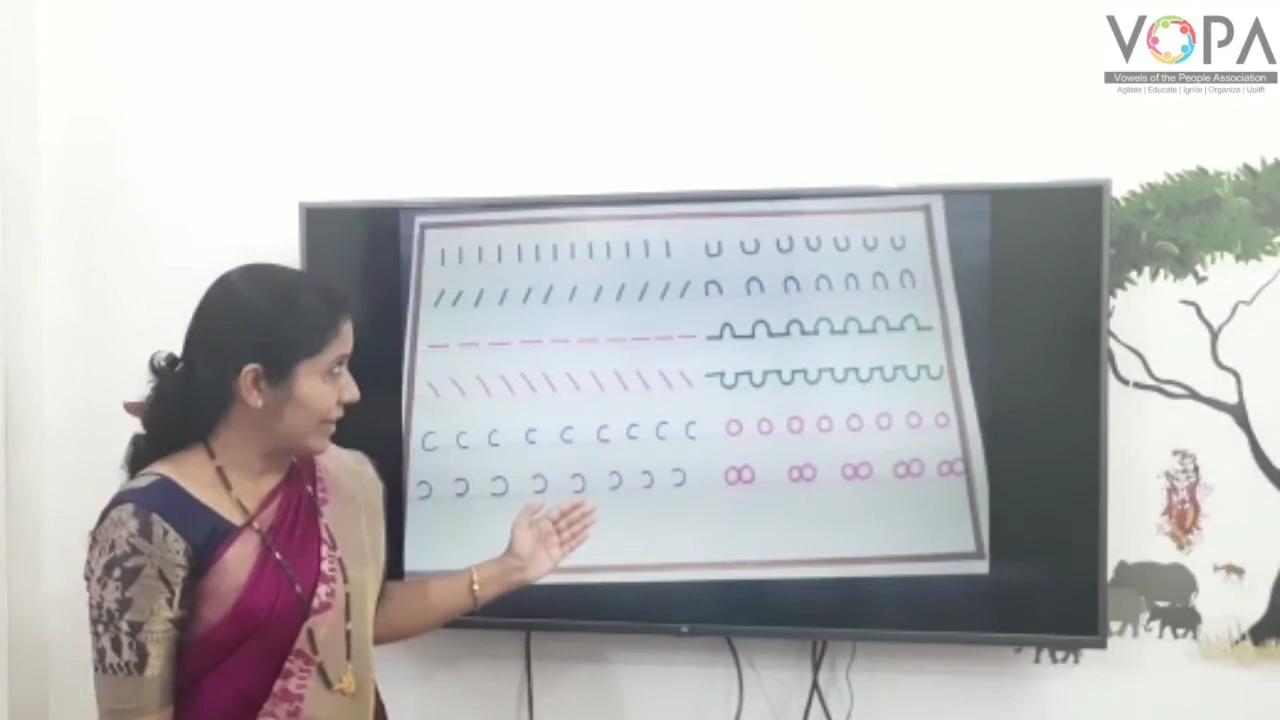 VOPA
Vowels of the People Association
Agitate | Educate | Ignite | Organize | Uplift